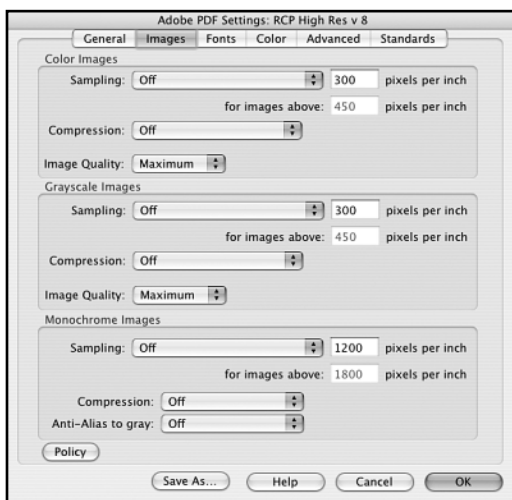 Adobe PDF Settings: RCP High Res v 8
General Images Fonts Color Advanced Standards
Color Images
Sampling: Off 300 pixels per inch
for images above: 450 pixels per inch
Compression: Off
Image Quality: Maximum
Grayscale Images
Sampling: Off 300 pixels per inch
for images above: 450 pixels per inch
Compression: Off
Image Quality: Maximum
Monochrome Images
Sampling: Off 1200 pixels per inch
for images above: 1800 pixels per inch
Compression: Off
Anti-Alias to gray: Off
Policy
Save As... Help Cancel OK